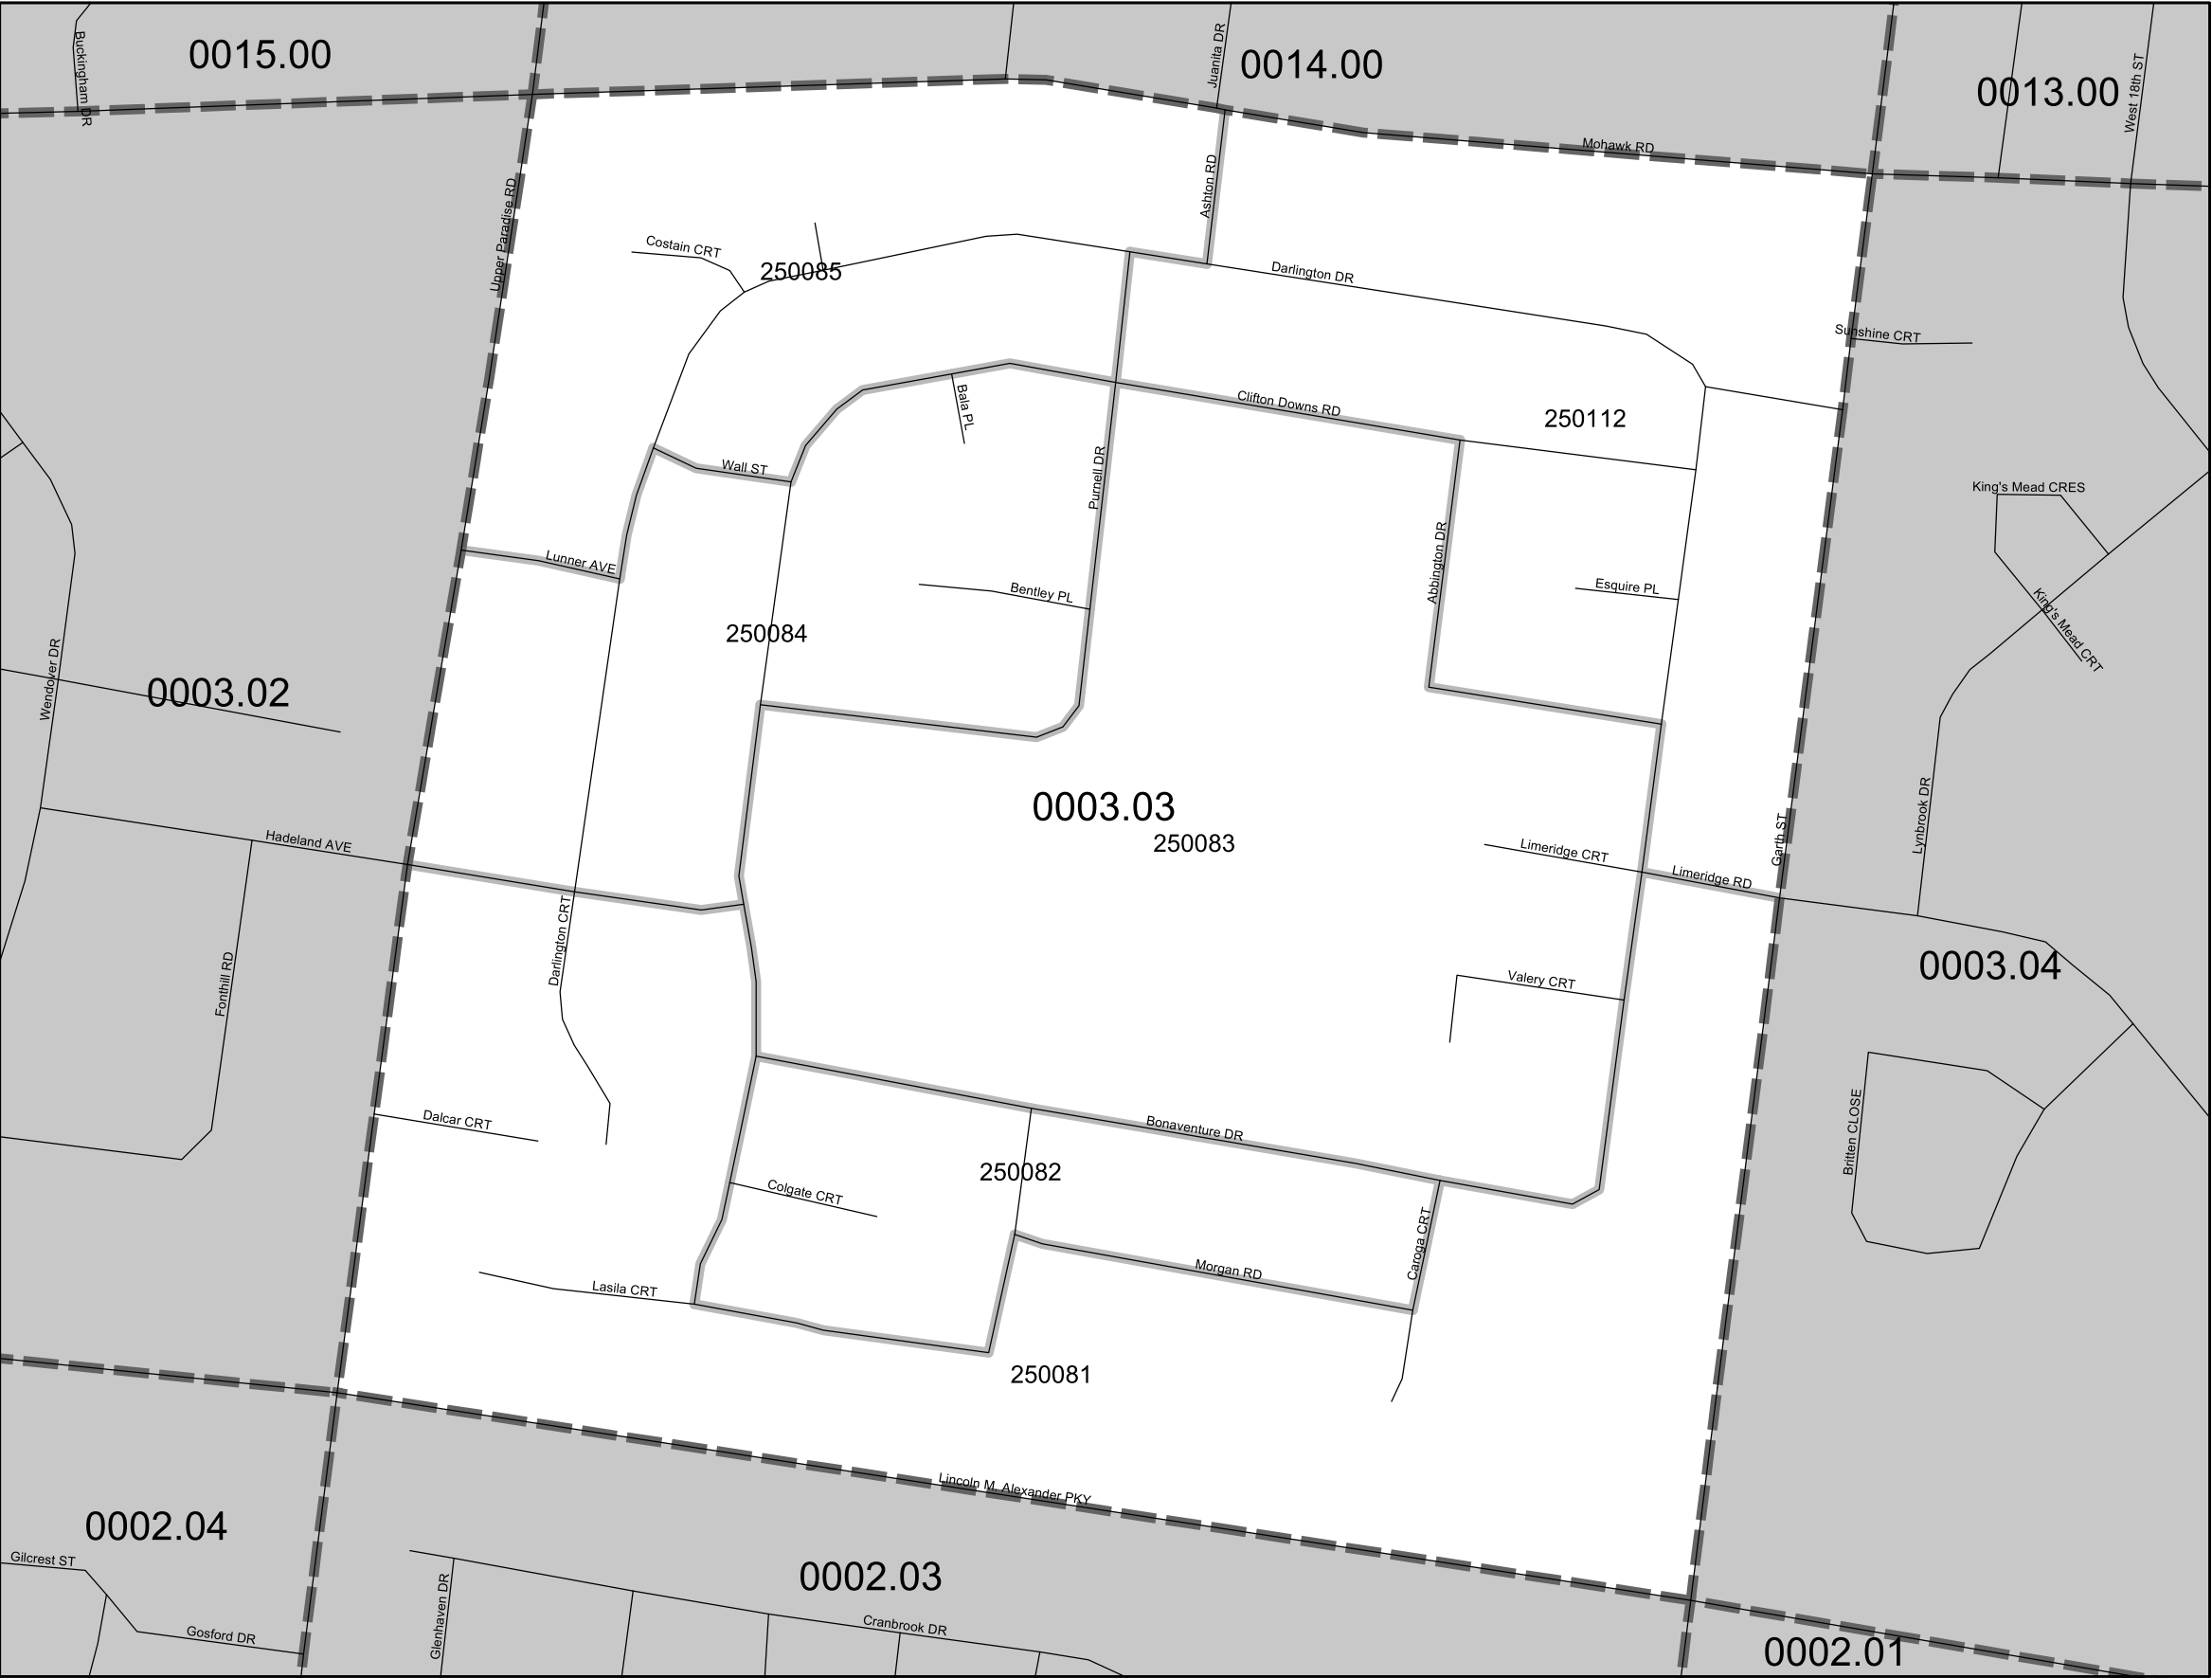 Buckingham DR
0015.00
Juanita DR
0014.00
0013.00
West 18th ST
Mohawk RD
Upper Paradise RD
Ashton RD
Costain CRT
250085
Darlington DR
Sunshine CRT
Bala PL
Clifton Downs RD
250112
Wall ST
Purnell DR
King's Mead CRES
Lunner AVE
Abbington DR
Bentley PL
Esquire PL
King's Mead CRT
250084
Wendover DR
0003.02
0003.03
250083
Limeridge CRT
Limeridge RD
Garth ST
Lynbrook DR
Hadeland AVE
Darlington CRT
Fonthill RD
0003.04
Valery CRT
Dalcar CRT
Bonaventure DR
Britten CLOSE
250082
Colgate CRT
Caroga CRT
Morgan RD
Lasila CRT
250081
Lincoln M. Alexander PKY
0002.04
Gilcrest ST
0002.03
Glenhaven DR
Gosford DR
Cranbrook DR
0002.01